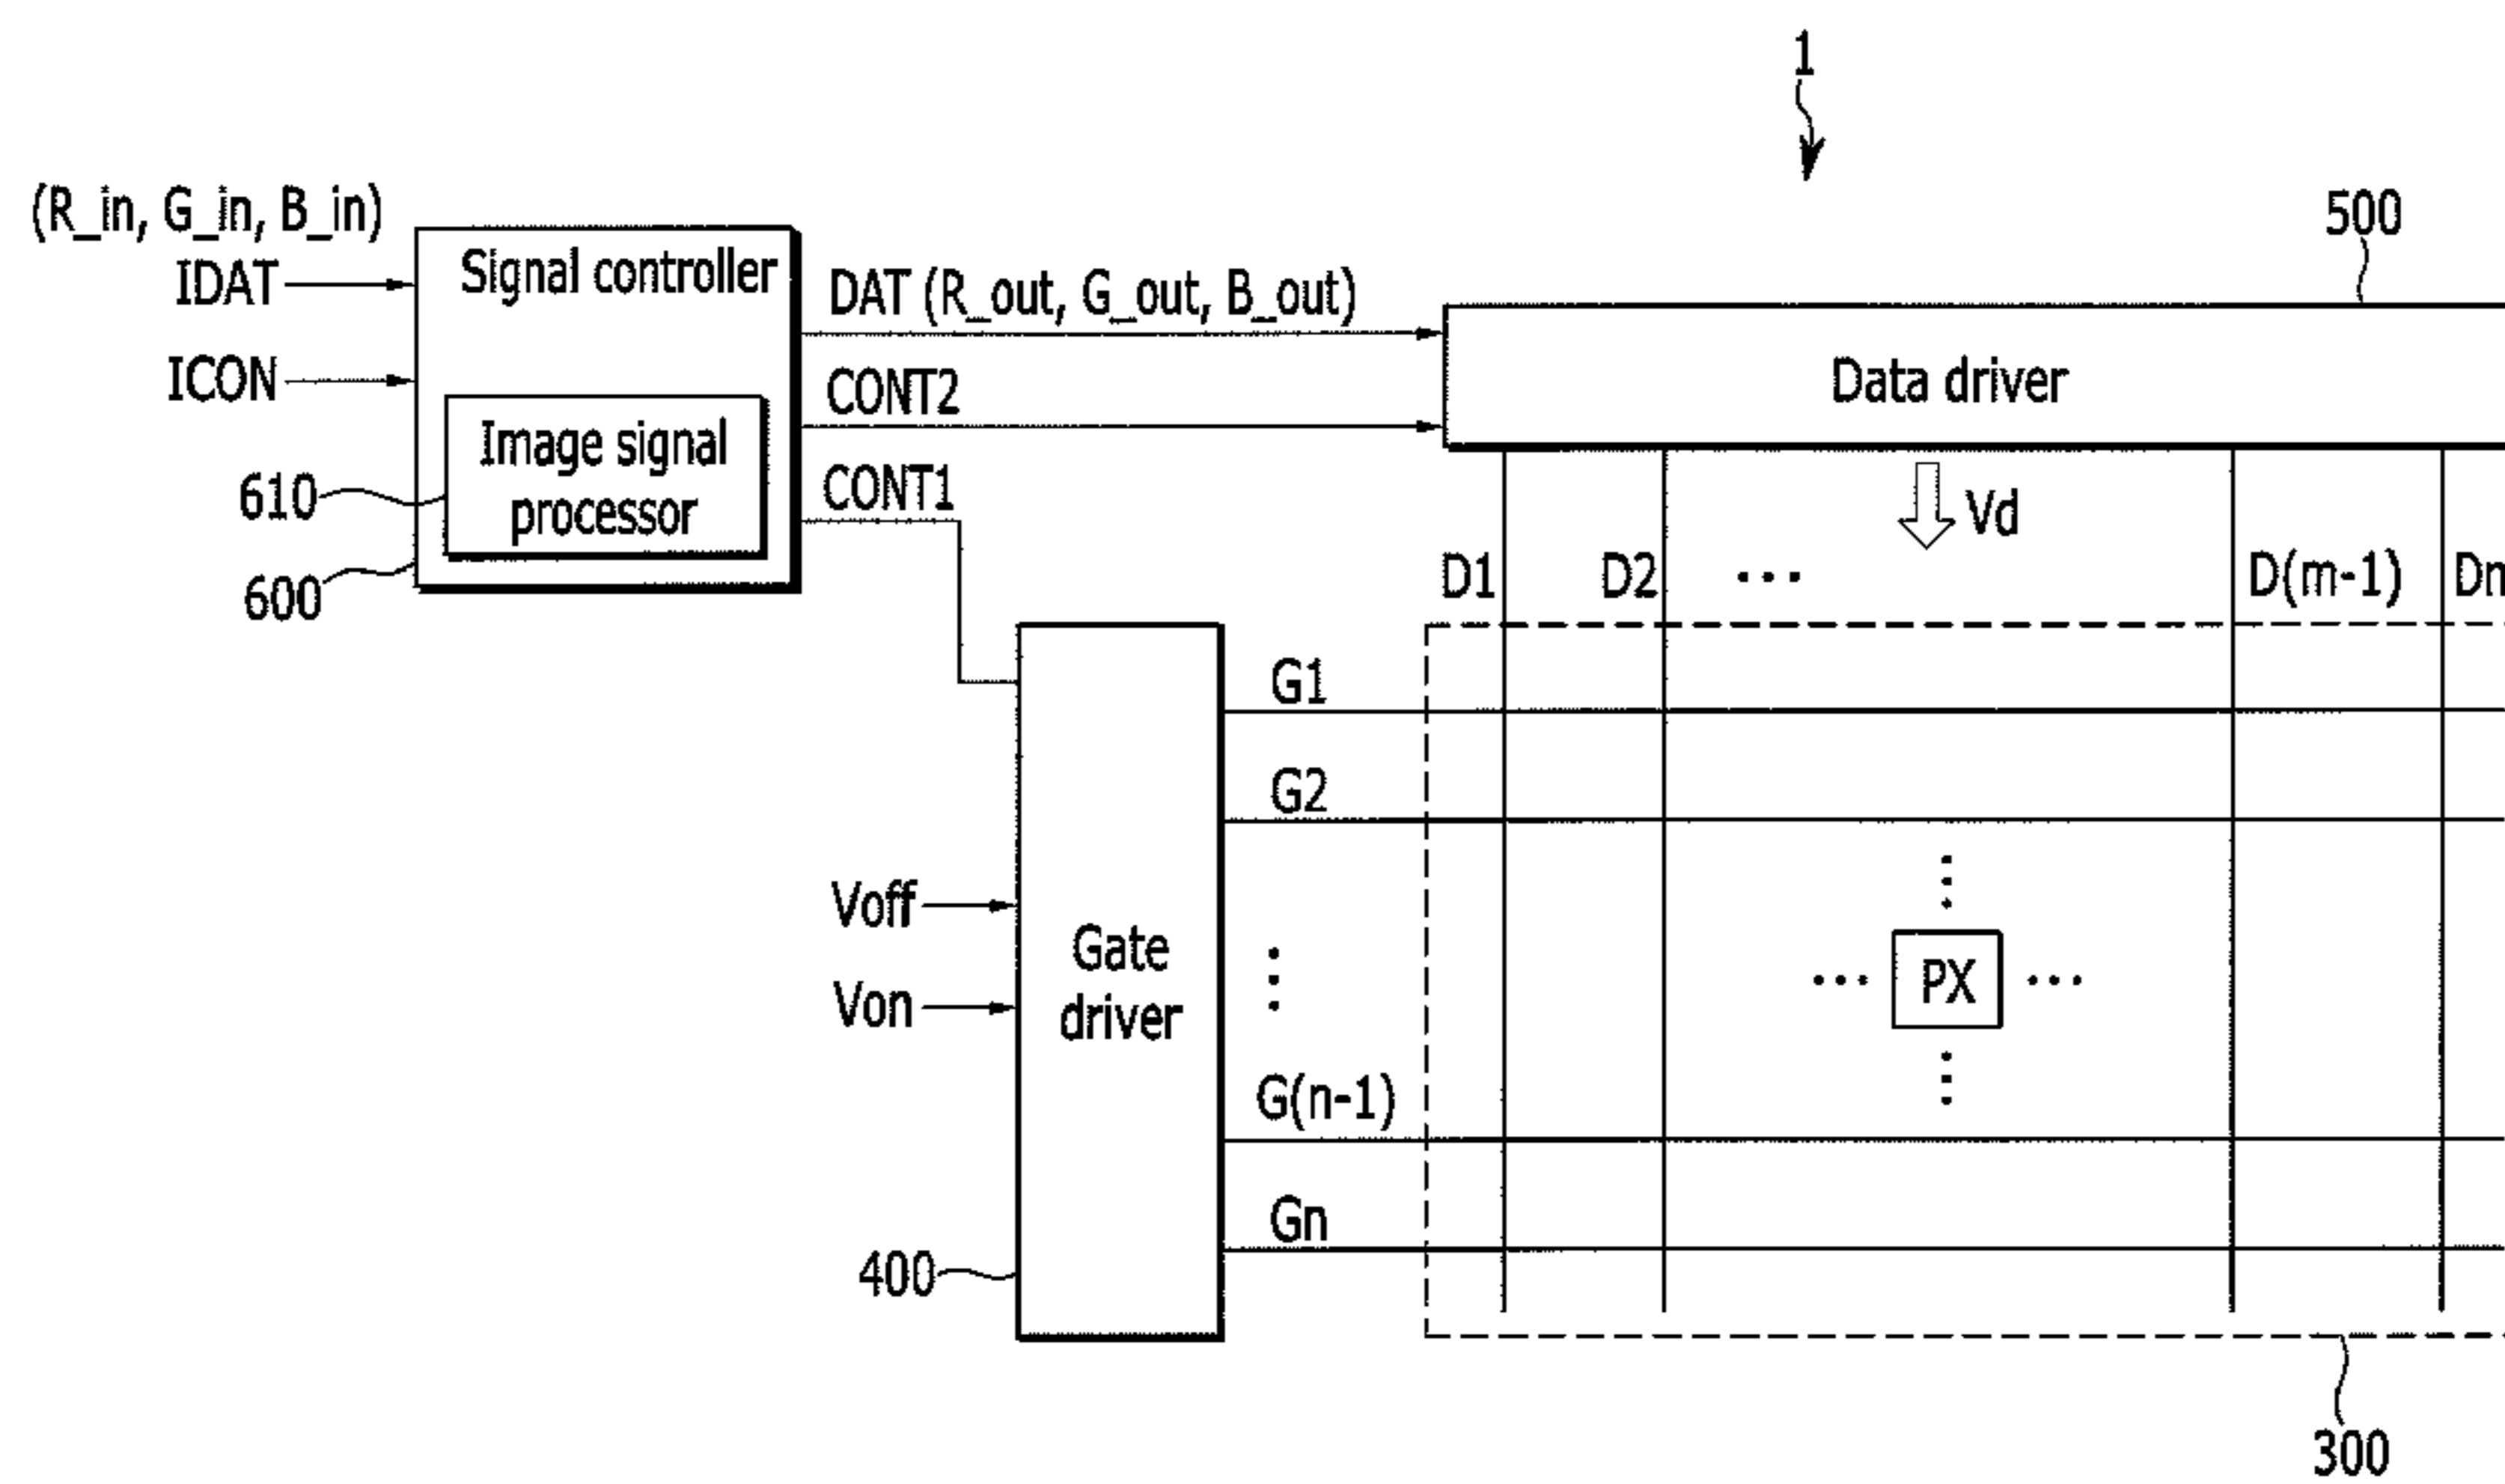 1
(R_in, G_in, B_in)
500
IDAT
Signal controller
DAT (R_out, G_out, B_out)
ICON
CONT2
Data driver
Image signal
processor
610
CONT1
Vd
600
D1
D2
...
D(m-1)
G1
G2
Voff
Gate
driver
Von
... PX ...
G(n-1)
Gn
400
300